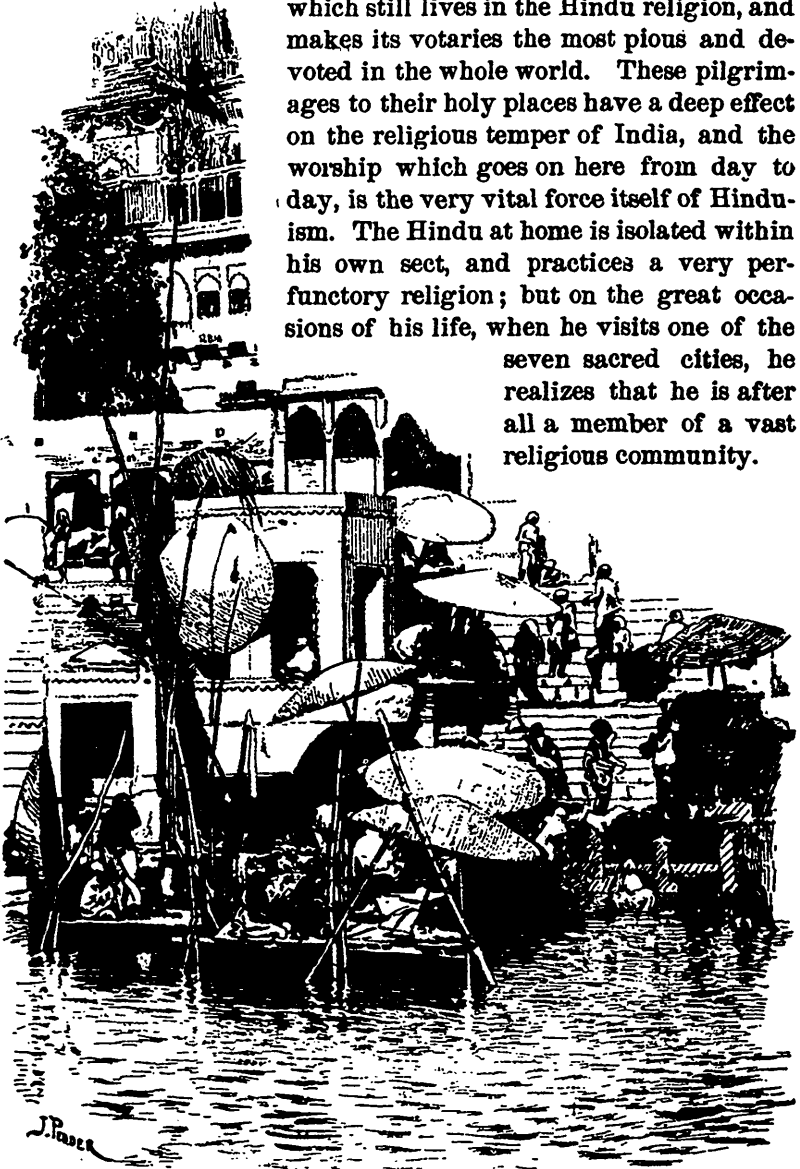 which still lives in the Hindu religion, and
makes its votaries the most pious and de-
voted in the whole world. These pilgrim-
ages to their holy places have a deep effect
on the religious temper of India, and the
worship which goes on here from day to
day, is the very vital force itself of Hindu-
ism. The Hindu at home is isolated within
his own sect, and practices a very per-
functory religion; but on the great occa-
sions of his life, when he visits one of the
seven sacred cities, he
realizes that he is after
all a member of a vast
religious community.
J. Pedder